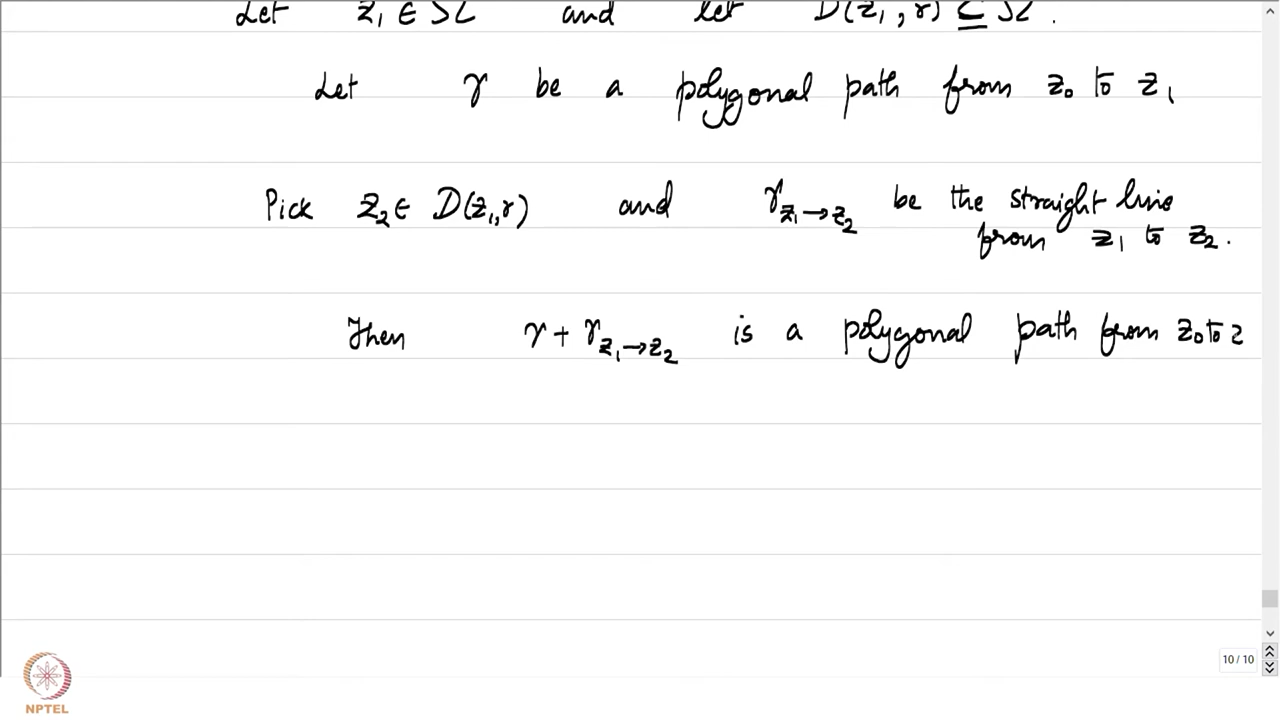 Let z₁ ∈ Ω and let D(z₁, r) ⊆ Ω.
Let γ be a polygonal path from z₀ to z₁
Pick z₂ ∈ D(z₁, r) and γ_{z₁→z₂} be the straight line
from z₁ to z₂.
Then γ + γ_{z₁→z₂} is a polygonal path from z₀ to z
10 / 10
NPTEL